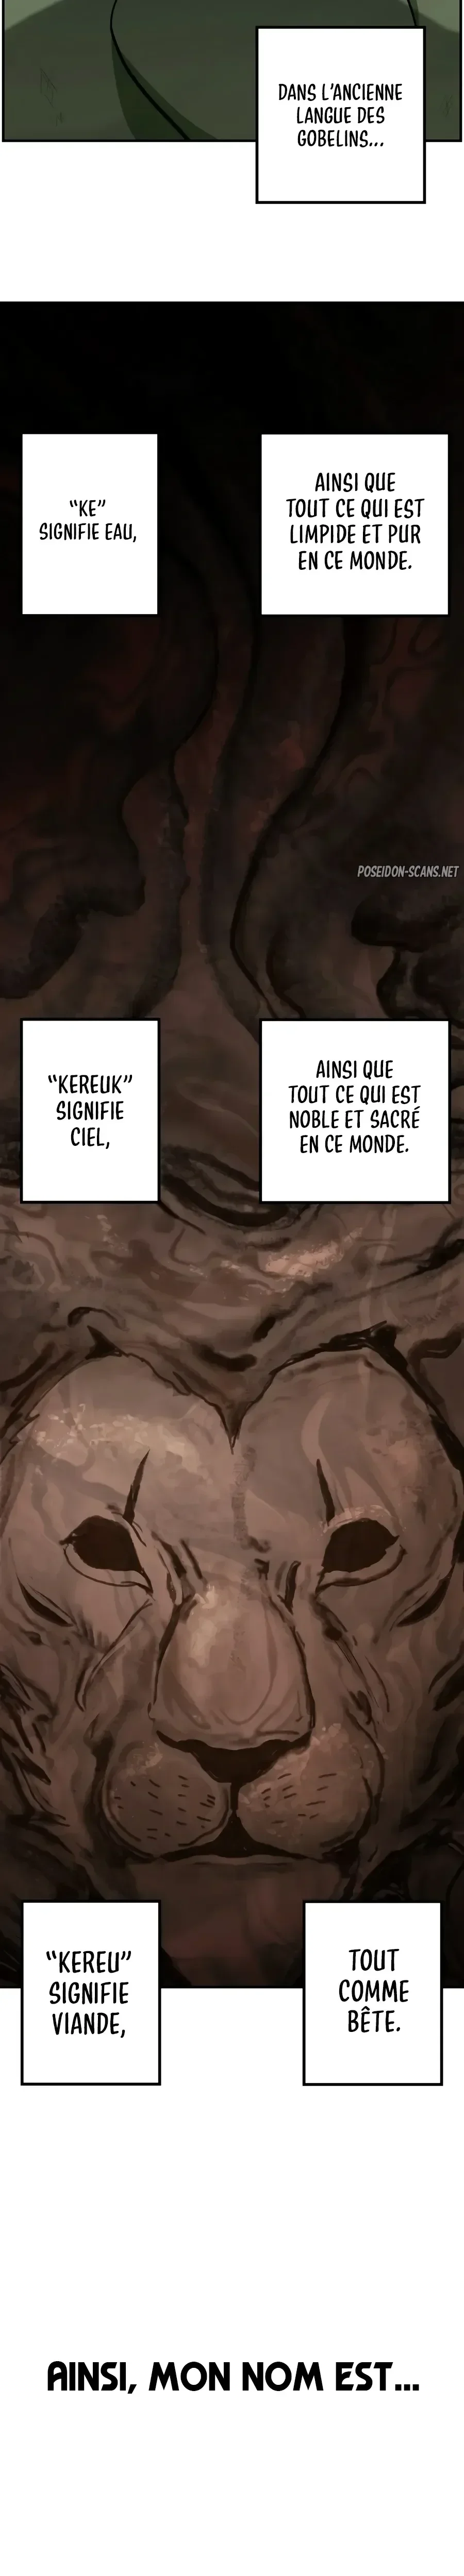 DANS L'ANCIENNE
LANGUE DES
GOBELINS...
"KE"
SIGNIFIE EAU,
AINSI QUE
TOUT CE QUI EST
LIMPIDE ET PUR
EN CE MONDE.
POSEIDON-SCANS.NET
"KEREUK"
SIGNIFIE
CIEL,
AINSI QUE
TOUT CE QUI EST
NOBLE ET SACRÉ
EN CE MONDE.
"KEREU"
SIGNIFIE
VIANDE,
TOUT
COMME
BÊTE.
AINSI, MON NOM EST...